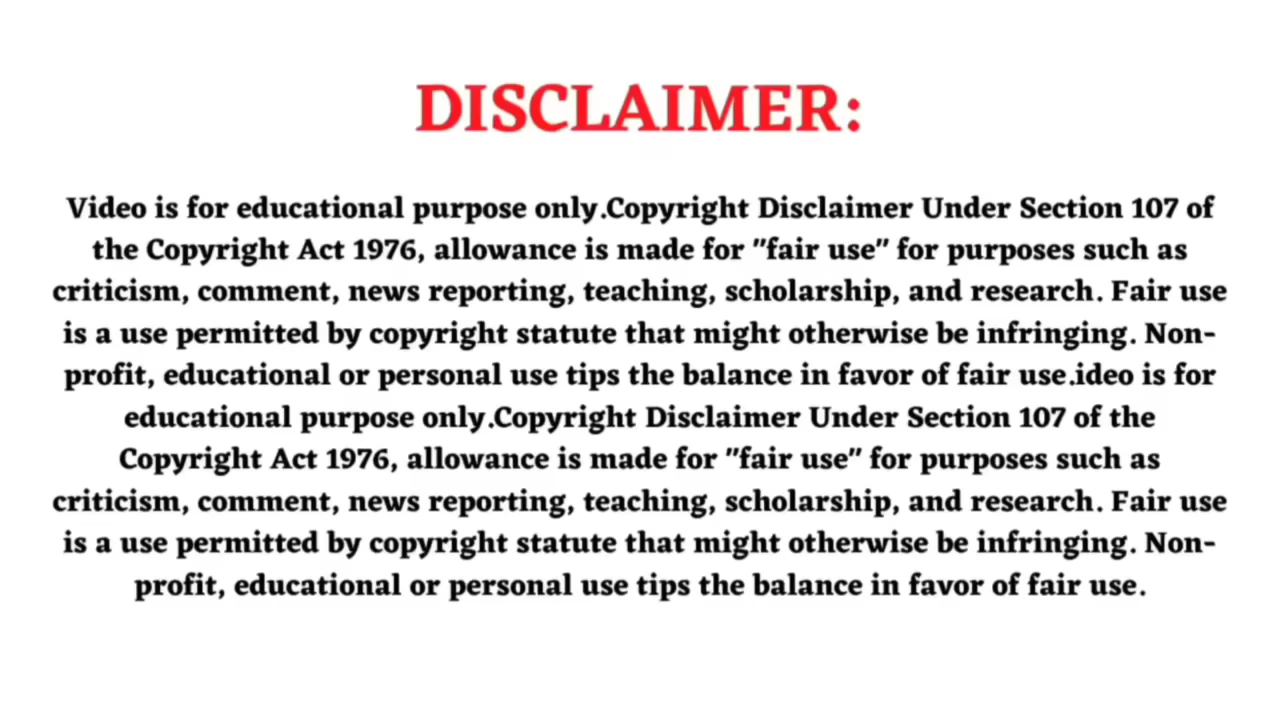 DISCLAIMER:
Video is for educational purpose only.Copyright Disclaimer Under Section 107 of
the Copyright Act 1976, allowance is made for "fair use" for purposes such as
criticism, comment, news reporting, teaching, scholarship, and research. Fair use
is a use permitted by copyright statute that might otherwise be infringing. Non-
profit, educational or personal use tips the balance in favor of fair use.ideo is for
educational purpose only.Copyright Disclaimer Under Section 107 of the
Copyright Act 1976, allowance is made for "fair use" for purposes such as
criticism, comment, news reporting, teaching, scholarship, and research. Fair use
is a use permitted by copyright statute that might otherwise be infringing. Non-
profit, educational or personal use tips the balance in favor of fair use.